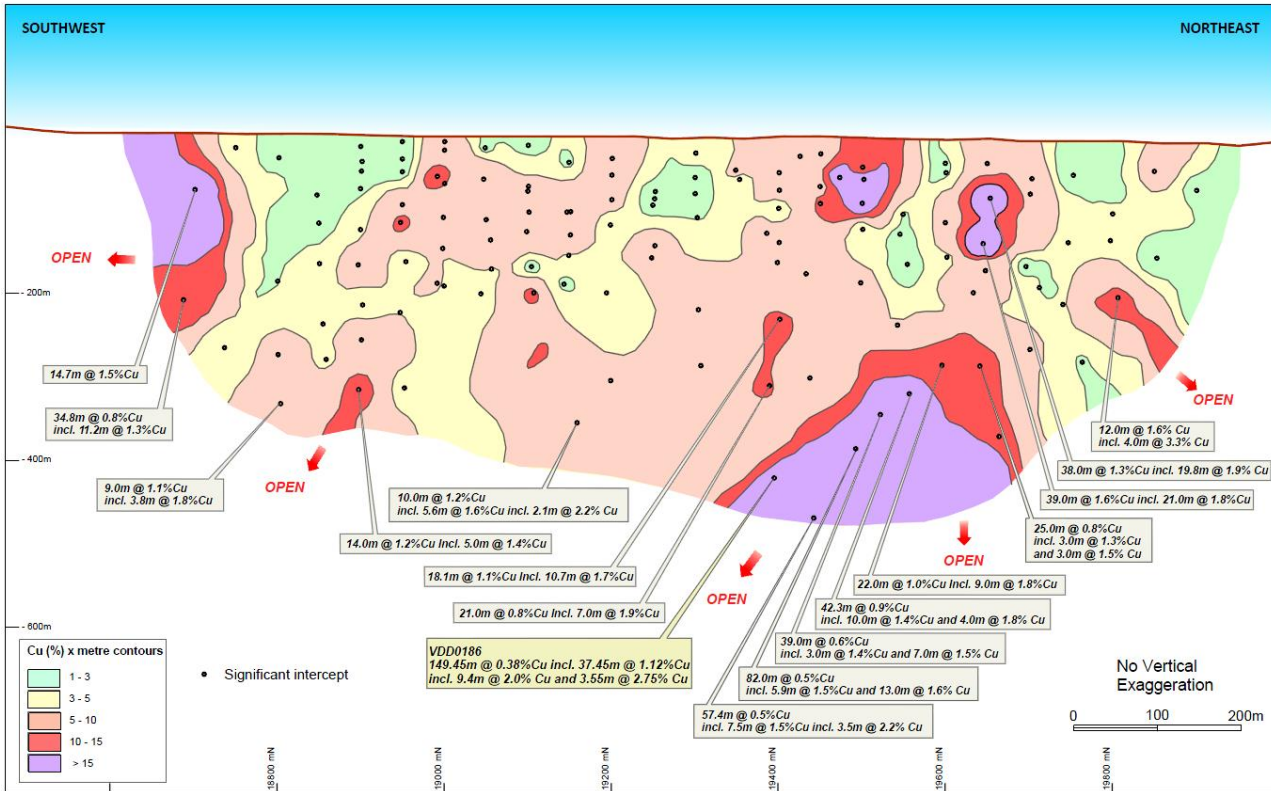 SOUTHWEST
NORTHEAST
OPEN
- 200m
14.7m @ 1.5%Cu
34.8m @ 0.8%Cu
incl. 11.2m @ 1.3%Cu
OPEN
12.0m @ 1.6% Cu
incl. 4.0m @ 3.3% Cu
- 400m
38.0m @ 1.3%Cu incl. 19.8m @ 1.9% Cu
9.0m @ 1.1%Cu
incl. 3.8m @ 1.8%Cu
OPEN
10.0m @ 1.2%Cu
incl. 5.6m @ 1.6%Cu incl. 2.1m @ 2.2% Cu
39.0m @ 1.6%Cu incl. 21.0m @ 1.8%Cu
25.0m @ 0.8%Cu
incl. 3.0m @ 1.3%Cu
and 3.0m @ 1.5% Cu
14.0m @ 1.2%Cu Incl. 5.0m @ 1.4%Cu
OPEN
18.1m @ 1.1%Cu Incl. 10.7m @ 1.7%Cu
22.0m @ 1.0%Cu Incl. 9.0m @ 1.8%Cu
OPEN
21.0m @ 0.8%Cu Incl. 7.0m @ 1.9%Cu
42.3m @ 0.9%Cu
incl. 10.0m @ 1.4%Cu and 4.0m @ 1.8% Cu
- 600m
39.0m @ 0.6%Cu
incl. 3.0m @ 1.4%Cu and 7.0m @ 1.5% Cu
VDD0186
149.45m @ 0.38%Cu incl. 37.45m @ 1.12%Cu
incl. 9.4m @ 2.0% Cu and 3.55m @ 2.75% Cu
82.0m @ 0.5%Cu
incl. 5.9m @ 1.5%Cu and 13.0m @ 1.6% Cu
57.4m @ 0.5%Cu
incl. 7.5m @ 1.5%Cu incl. 3.5m @ 2.2% Cu
Cu (%) x metre contours
1 - 3
3 - 5
5 - 10
10 - 15
> 15
Significant intercept
No Vertical
Exaggeration
0 100 200m
18800 mN
19000 mN
19200 mN
19400 mN
19600 mN
19800 mN